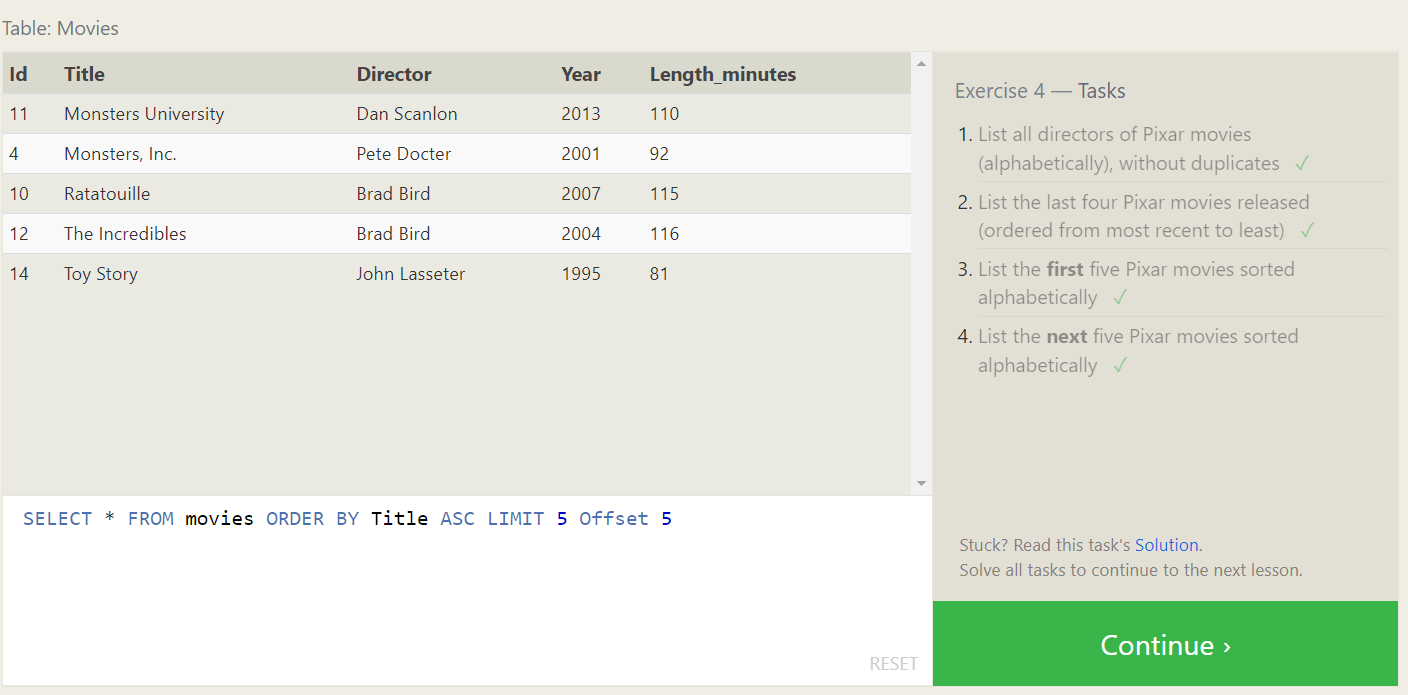 Table: Movies
Id Title Director Year Length_minutes
11 Monsters University Dan Scanlon 2013 110
4 Monsters, Inc. Pete Docter 2001 92
10 Ratatouille Brad Bird 2007 115
12 The Incredibles Brad Bird 2004 116
14 Toy Story John Lasseter 1995 81
SELECT * FROM movies ORDER BY Title ASC LIMIT 5 Offset 5
RESET
Exercise 4 — Tasks
1. List all directors of Pixar movies
(alphabetically), without duplicates ✓
2. List the last four Pixar movies released
(ordered from most recent to least) ✓
3. List the first five Pixar movies sorted
alphabetically ✓
4. List the next five Pixar movies sorted
alphabetically ✓
Stuck? Read this task's Solution.
Solve all tasks to continue to the next lesson.
Continue ›